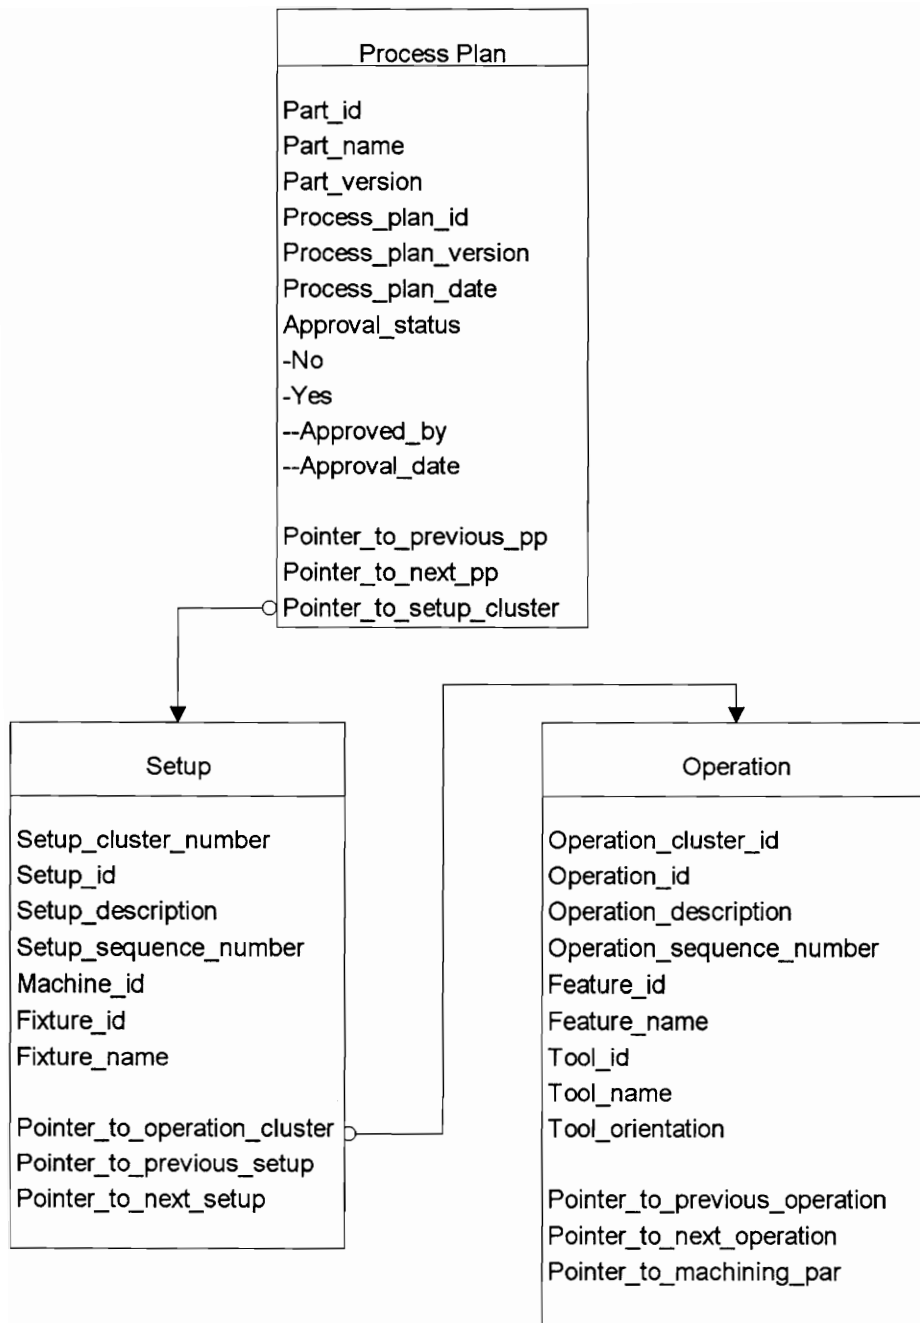 Process Plan
Part_id
Part_name
Part_version
Process_plan_id
Process_plan_version
Process_plan_date
Approval_status
-No
-Yes
--Approved_by
--Approval_date
Pointer_to_previous_pp
Pointer_to_next_pp
Pointer_to_setup_cluster
Setup
Setup_cluster_number
Setup_id
Setup_description
Setup_sequence_number
Machine_id
Fixture_id
Fixture_name
Pointer_to_operation_cluster
Pointer_to_previous_setup
Pointer_to_next_setup
Operation
Operation_cluster_id
Operation_id
Operation_description
Operation_sequence_number
Feature_id
Feature_name
Tool_id
Tool_name
Tool_orientation
Pointer_to_previous_operation
Pointer_to_next_operation
Pointer_to_machining_par